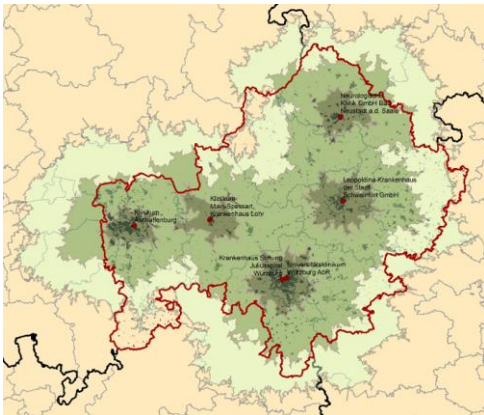 Neurologische
Klinik GmbH Bad
Neustadt a.d. Saale
Leopoldina-Krankenhaus
der Stadt
Schweinfurt GmbH
Klinikum
Main-Spessart,
Krankenhaus Lohr
Klinikum
Aschaffenburg
Krankenhaus Stiftung
Juliusspital
Würzburg
Universitätsklinikum
Würzburg AöR